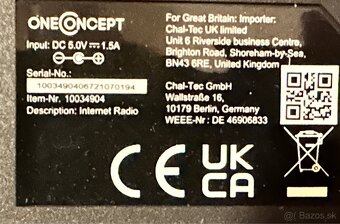 ONECONCEPT
Input: DC 6.0V ⎓ 1.5A
Serial-No.:
1003490406721070194
Item-Nr. 10034904
Description: Internet Radio
For Great Britain: Importer:
Chal-Tec UK limited
Unit 6 Riverside business Centre,
Brighton Road, Shoreham-by-Sea,
BN43 6RE, United Kingdom
Chal-Tec GmbH
Wallstraße 16,
10179 Berlin, Germany
WEEE-Nr: DE 46906833
CE
UK
CA
Bazos.sk